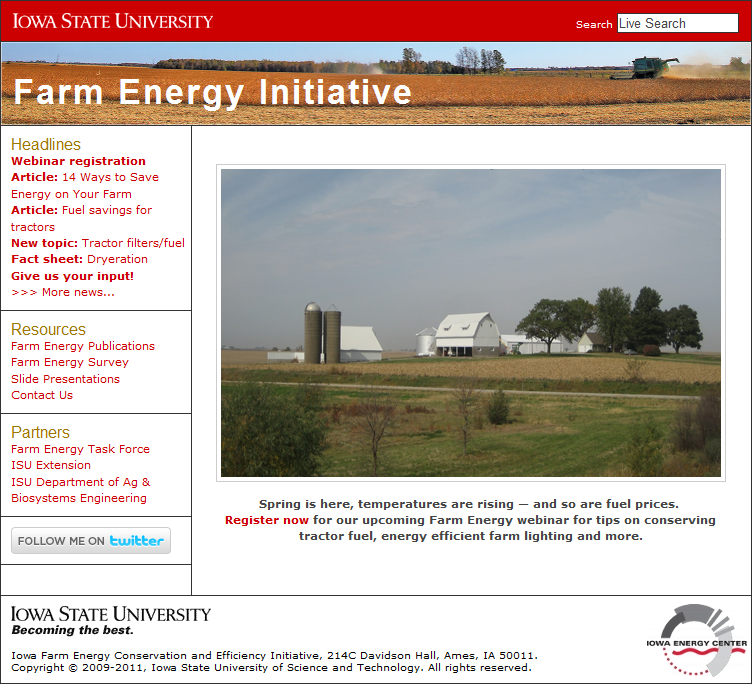 IOWA STATE UNIVERSITY
Search Live Search
Farm Energy Initiative
Headlines
Webinar registration
Article: 14 Ways to Save
Energy on Your Farm
Article: Fuel savings for
tractors
New topic: Tractor filters/fuel
Fact sheet: Dryeration
Give us your input!
>>> More news...
Resources
Farm Energy Publications
Farm Energy Survey
Slide Presentations
Contact Us
Partners
Farm Energy Task Force
ISU Extension
ISU Department of Ag &
Biosystems Engineering
FOLLOW ME ON twitter
Spring is here, temperatures are rising — and so are fuel prices.
Register now for our upcoming Farm Energy webinar for tips on conserving
tractor fuel, energy efficient farm lighting and more.
IOWA STATE UNIVERSITY
Becoming the best.
Iowa Farm Energy Conservation and Efficiency Initiative, 214C Davidson Hall, Ames, IA 50011.
Copyright © 2009-2011, Iowa State University of Science and Technology. All rights reserved.
IOWA ENERGY CENTER